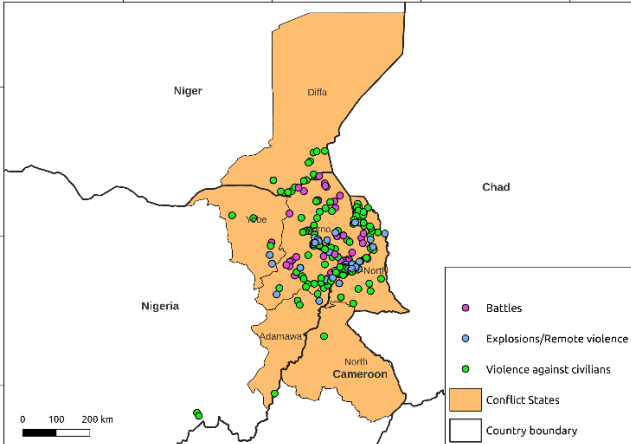 Niger
Diffa
Chad
Yobe
Borno
North
Nigeria
Adamawa
North
Cameroon
Battles
Explosions/Remote violence
Violence against civilians
Conflict States
Country boundary
0 100 200 km